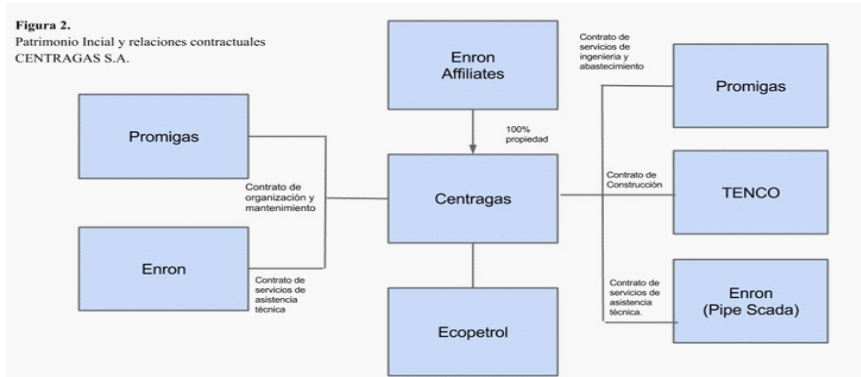 Figura 2.
Patrimonio Incial y relaciones contractuales
CENTRAGAS S.A.
Enron
Affiliates
Contrato de
servicios de
ingenieria y
abastecimiento
Promigas
Promigas
100%
propiedad
Contrato de
organización y
mantenimiento
Centragas
Contrato de
Construcción
TENCO
Enron
Contrato de
servicios de
asistencia
técnica
Contrato de
servicios de
asistencia
técnica.
Enron
(Pipe Scada)
Ecopetrol